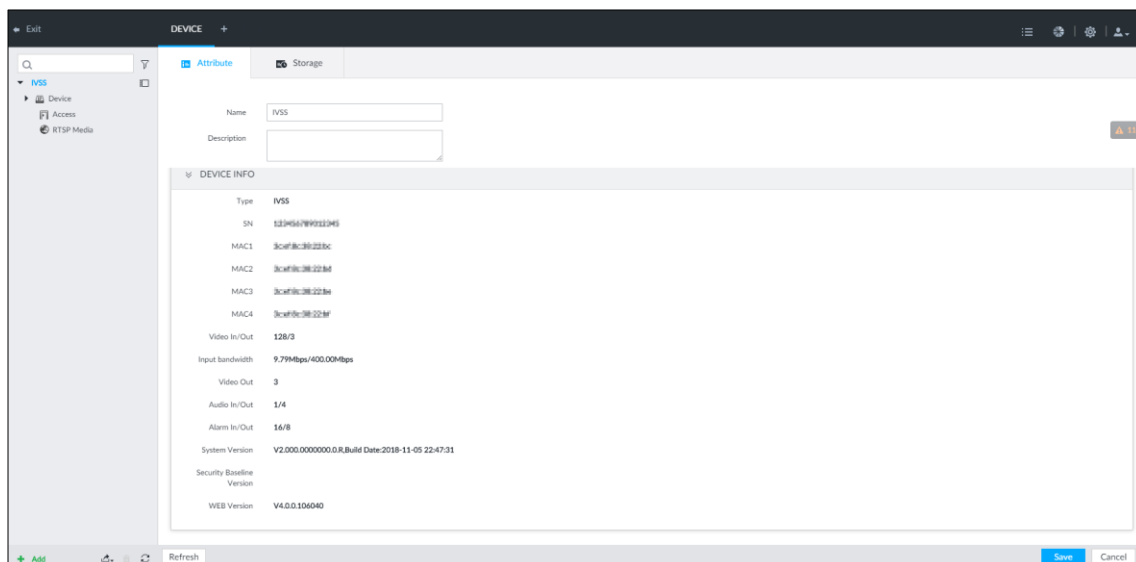 Exit
DEVICE +
Attribute
Storage
IVSS
Device
Access
RTSP Media
Name IVSS
Description
DEVICE INFO
Type IVSS
SN
MAC1
MAC2
MAC3
MAC4
Video In/Out 128/3
Input bandwidth 9.79Mbps/400.00Mbps
Video Out 3
Audio In/Out 1/4
Alarm In/Out 16/8
System Version V2.000.0000000.0.R,Build Date:2018-11-05 22:47:31
Security Baseline
Version
WEB Version V4.0.0.106040
+ Add
Refresh
Save
Cancel